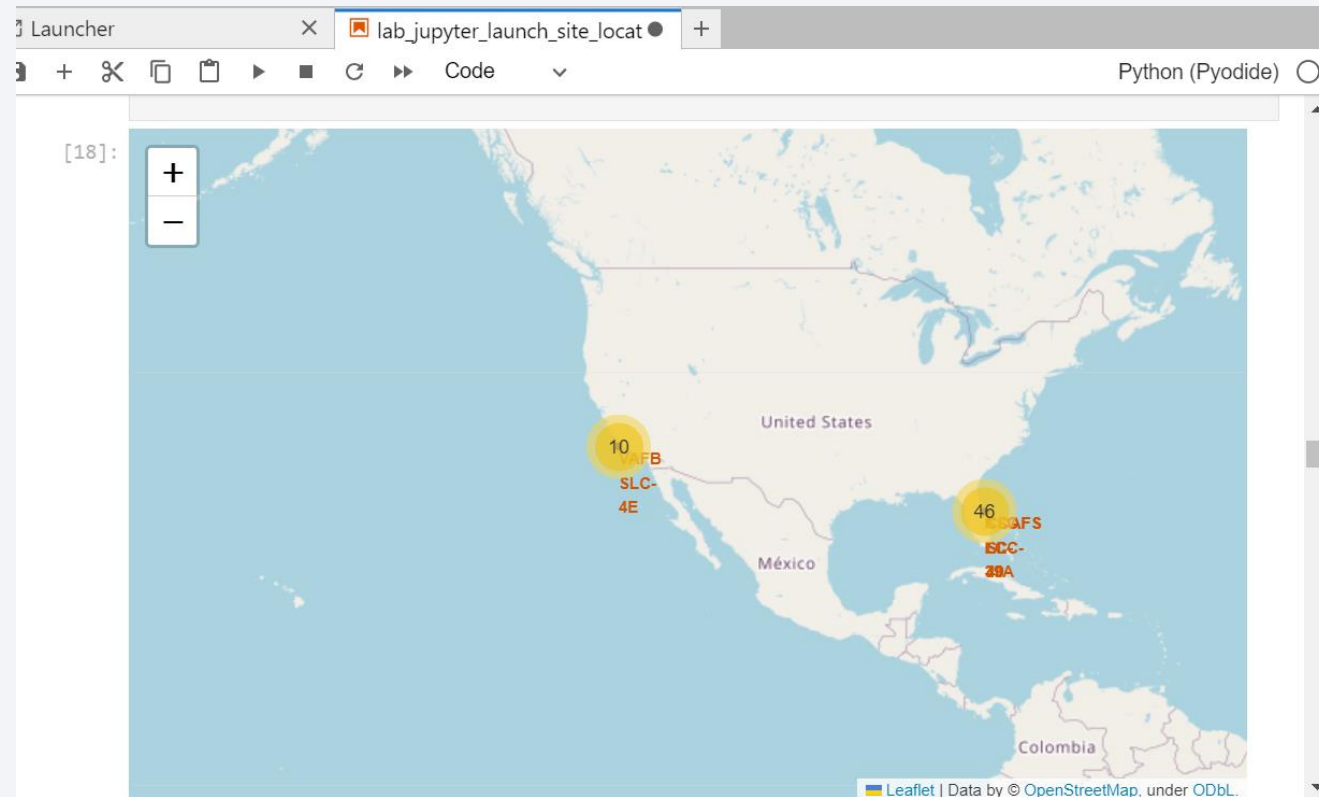 Launcher
lab_jupyter_launch_site_locat
Code
Python (Pyodide)
[18]:
+
−
United States
10
VAFB
SLC-
4E
46
México
Colombia
Leaflet | Data by © OpenStreetMap, under ODbL.